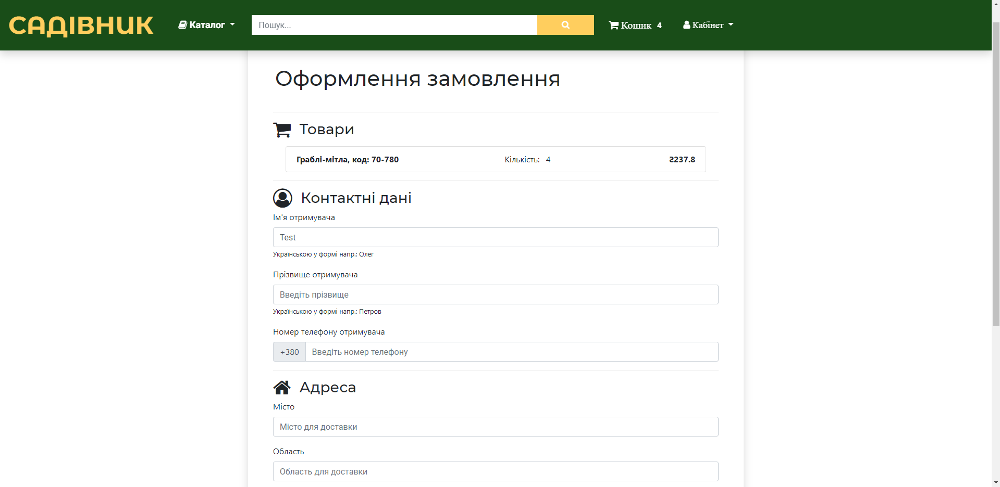 САДІВНИК
Каталог
Пошук...
Кошик 4
Кабінет
Оформлення замовлення
Товари
Граблі-мітла, код: 70-780 Кількість: 4 ₴237.8
Контактні дані
Ім'я отримувача
Test
Українською у формі напр.: Олег
Прізвище отримувача
Введіть прізвище
Українською у формі напр.: Петров
Номер телефону отримувача
+380 Введіть номер телефону
Адреса
Місто
Місто для доставки
Область
Область для доставки